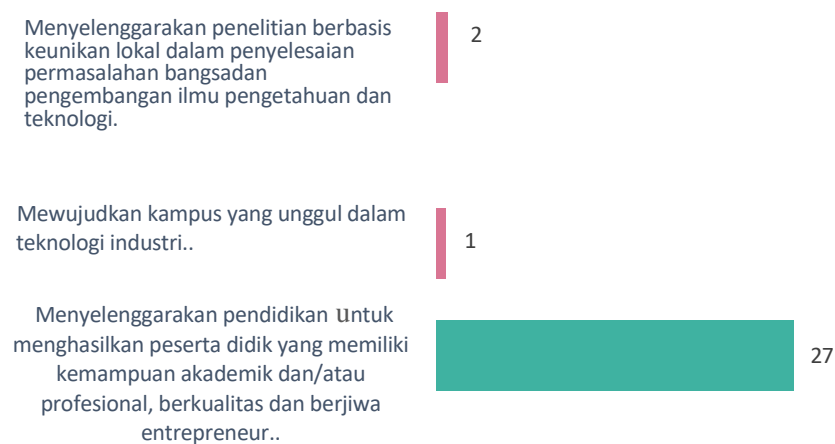 Menyelenggarakan penelitian berbasis
keunikan lokal dalam penyelesaian
permasalahan bangsadan
pengembangan ilmu pengetahuan dan
teknologi.
2
Mewujudkan kampus yang unggul dalam
teknologi industri..
1
Menyelenggarakan pendidikan untuk
menghasilkan peserta didik yang memiliki
kemampuan akademik dan/atau
profesional, berkualitas dan berjiwa
entrepreneur..
27